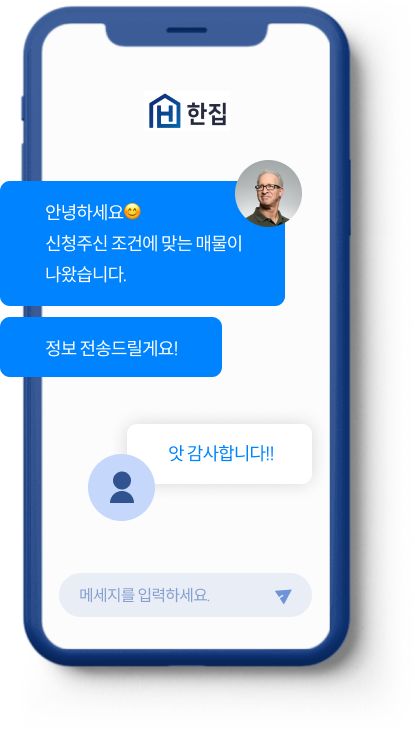 한집
안녕하세요😊
신청주신 조건에 맞는 매물이
나왔습니다.
정보 전송드릴게요!
앗 감사합니다!!
메세지를 입력하세요.